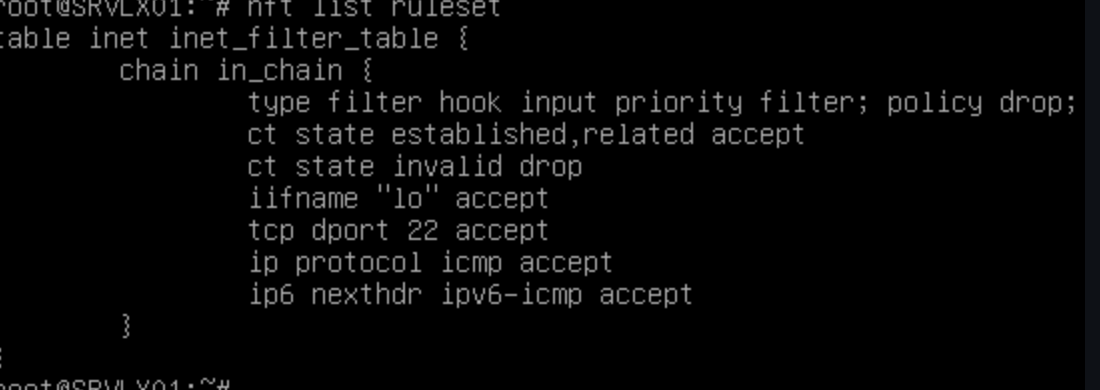 root@SRVLX01:~# nft list ruleset
table inet inet_filter_table {
chain in_chain {
type filter hook input priority filter; policy drop;
ct state established,related accept
ct state invalid drop
iifname "lo" accept
tcp dport 22 accept
ip protocol icmp accept
ip6 nexthdr ipv6-icmp accept
}
}
root@SRVLX01:~#